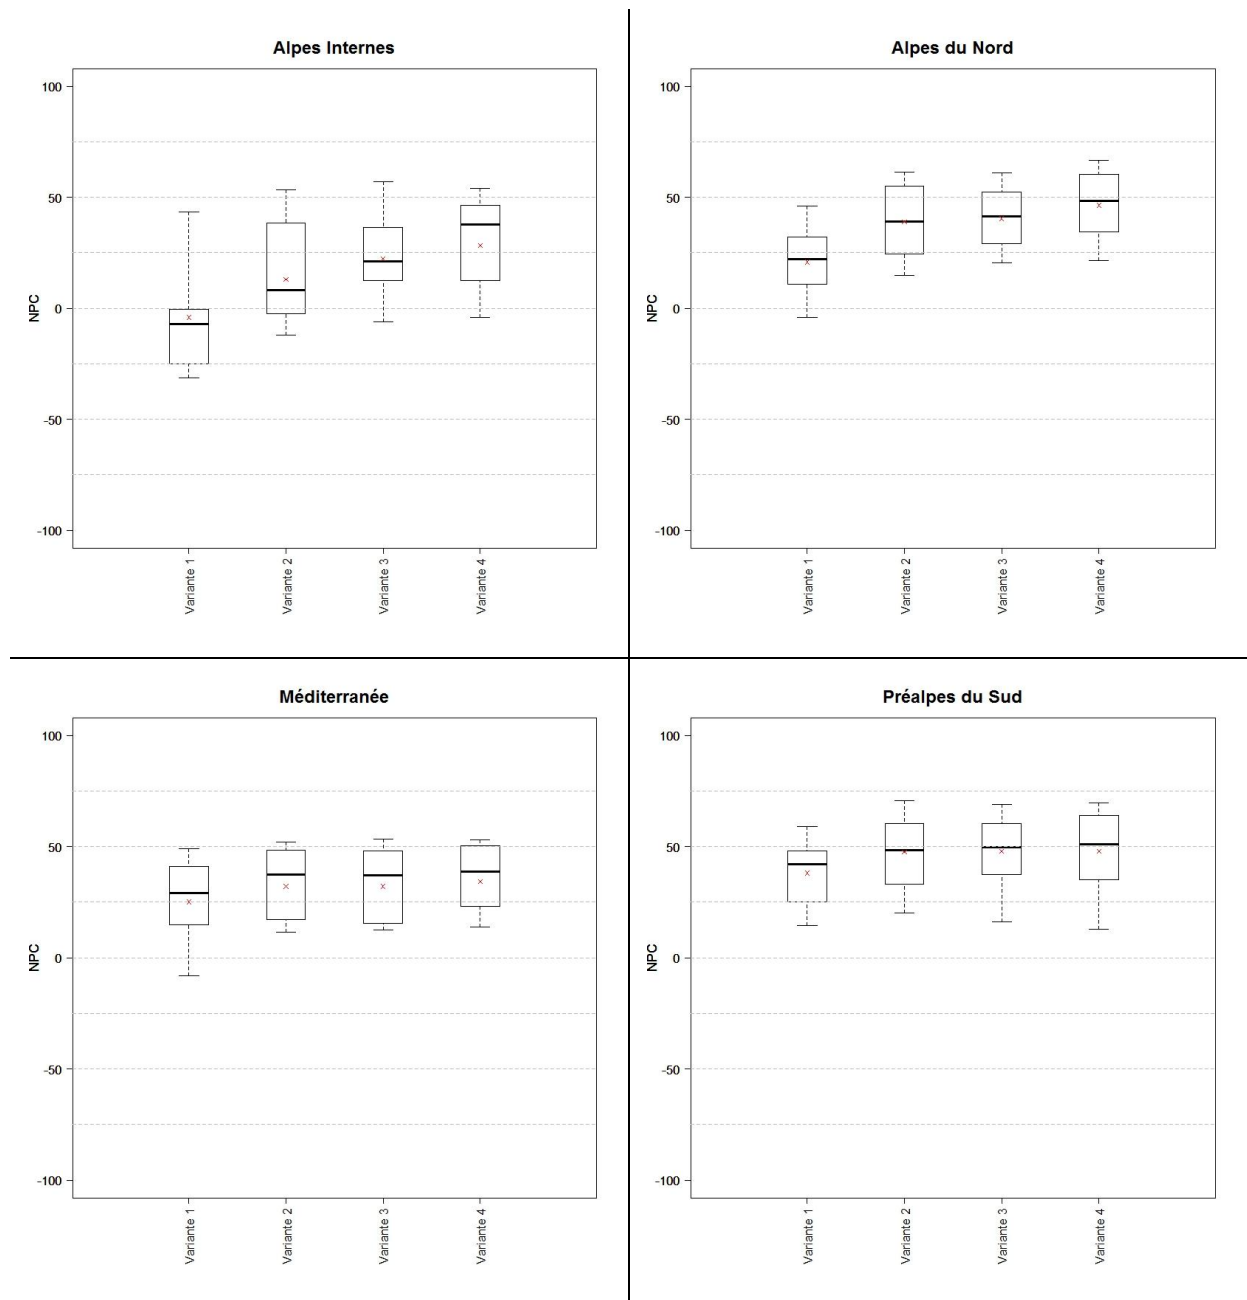 Alpes Internes
100
50
0
-50
-100
NPC
Variante 1
Variante 2
Variante 3
Variante 4
Alpes du Nord
100
50
0
-50
-100
NPC
Variante 1
Variante 2
Variante 3
Variante 4
Méditerranée
100
50
0
-50
-100
NPC
Variante 1
Variante 2
Variante 3
Variante 4
Préalpes du Sud
100
50
0
-50
-100
NPC
Variante 1
Variante 2
Variante 3
Variante 4